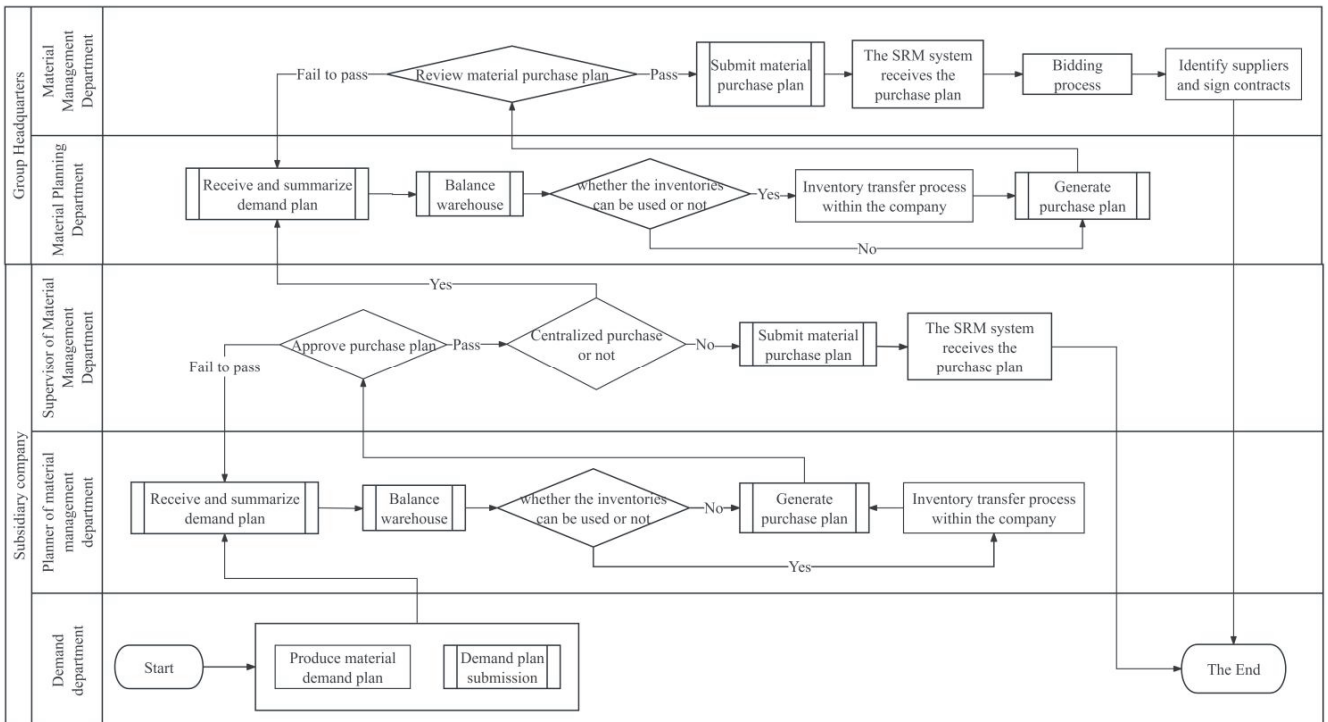 Group Headquarters
Material
Management
Department
Fail to pass
Review material purchase plan
Pass
Submit material
purchase plan
The SRM system
receives the
purchase plan
Bidding
process
Identify suppliers
and sign contracts
Material Planning
Department
Receive and summarize
demand plan
Balance
warehouse
whether the inventories
can be used or not
Yes
Inventory transfer process
within the company
Generate
purchase plan
No
Subsidiary company
Supervisor of Material
Management
Department
Yes
Fail to pass
Approve purchase plan
Pass
Centralized purchase
or not
No
Submit material
purchase plan
The SRM system
receives the
purchasc plan
Planner of material
management
department
Receive and summarize
demand plan
Balance
warehouse
whether the inventories
can be used or not
No
Generate
purchase plan
Inventory transfer process
within the company
Yes
Demand
department
Start
Produce material
demand plan
Demand plan
submission
The End